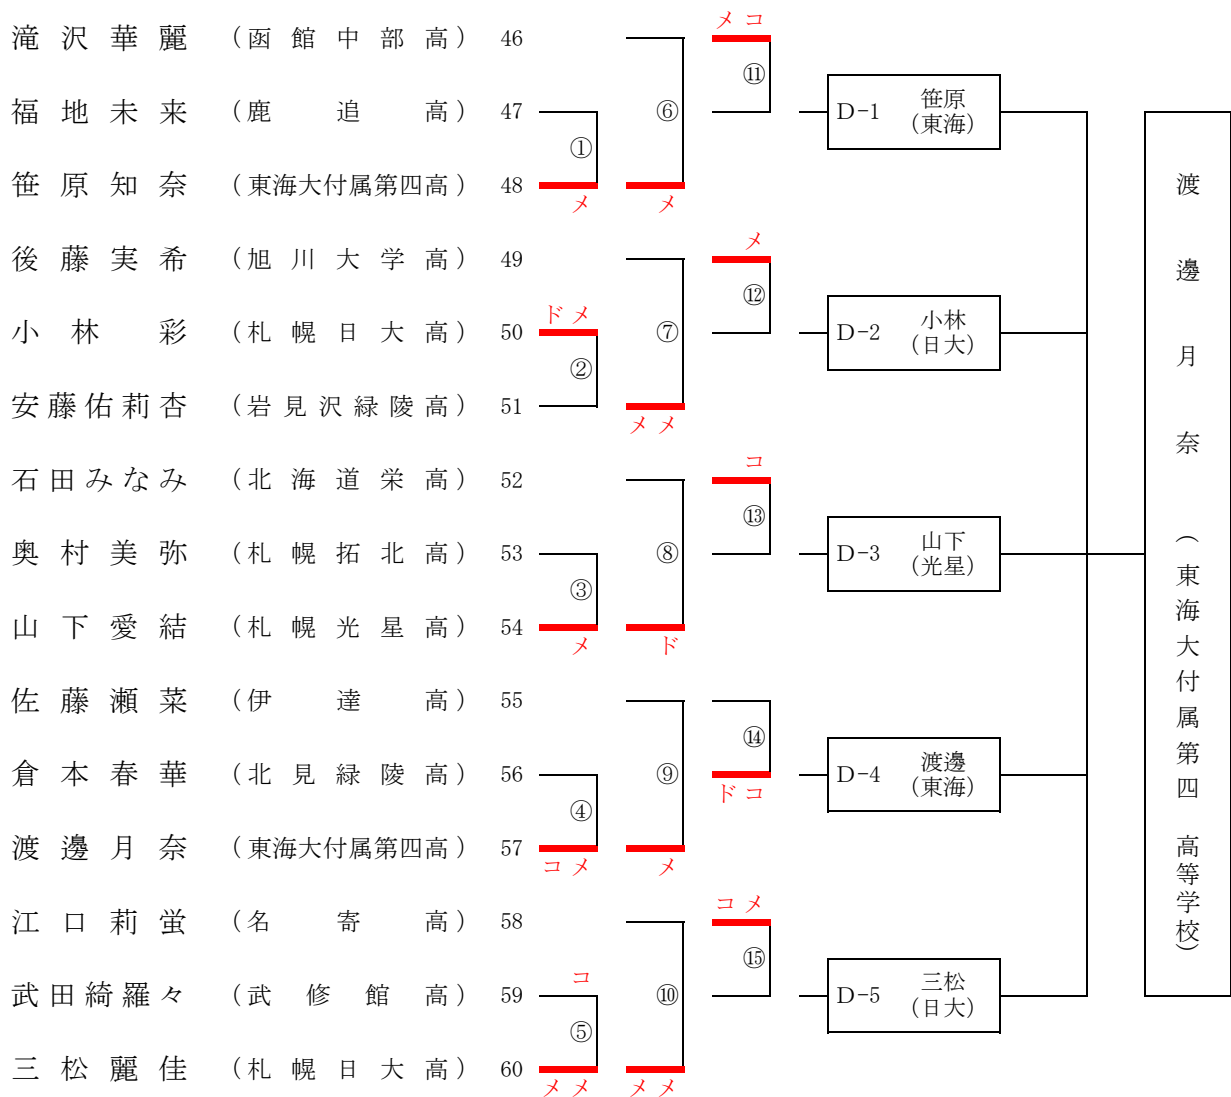 滝沢華麗 (函館中部高) 46
福地未来 (鹿追高) 47
笹原知奈 (東海大付属第四高) 48
後藤実希 (旭川大学高) 49
小林彩 (札幌日大高) 50
安藤佑莉杏 (岩見沢緑陵高) 51
石田みなみ (北海道栄高) 52
奥村美弥 (札幌拓北高) 53
山下愛結 (札幌光星高) 54
佐藤瀬菜 (伊達高) 55
倉本春華 (北見緑陵高) 56
渡邊月奈 (東海大付属第四高) 57
江口莉蛍 (名寄高) 58
武田綺羅々 (武修館高) 59
三松麗佳 (札幌日大高) 60
①
メ
ドメ
②
③
メ
④
コメ
コ
⑤
メメ
⑥
メ
⑦
メメ
⑧
ド
⑨
メ
⑩
メメ
メコ
⑪
メ
⑫
コ
⑬
⑭
ドコ
コメ
⑮
D-1 笹原
(東海)
D-2 小林
(日大)
D-3 山下
(光星)
D-4 渡邊
(東海)
D-5 三松
(日大)
渡邊月奈(東海大付属第四高等学校)